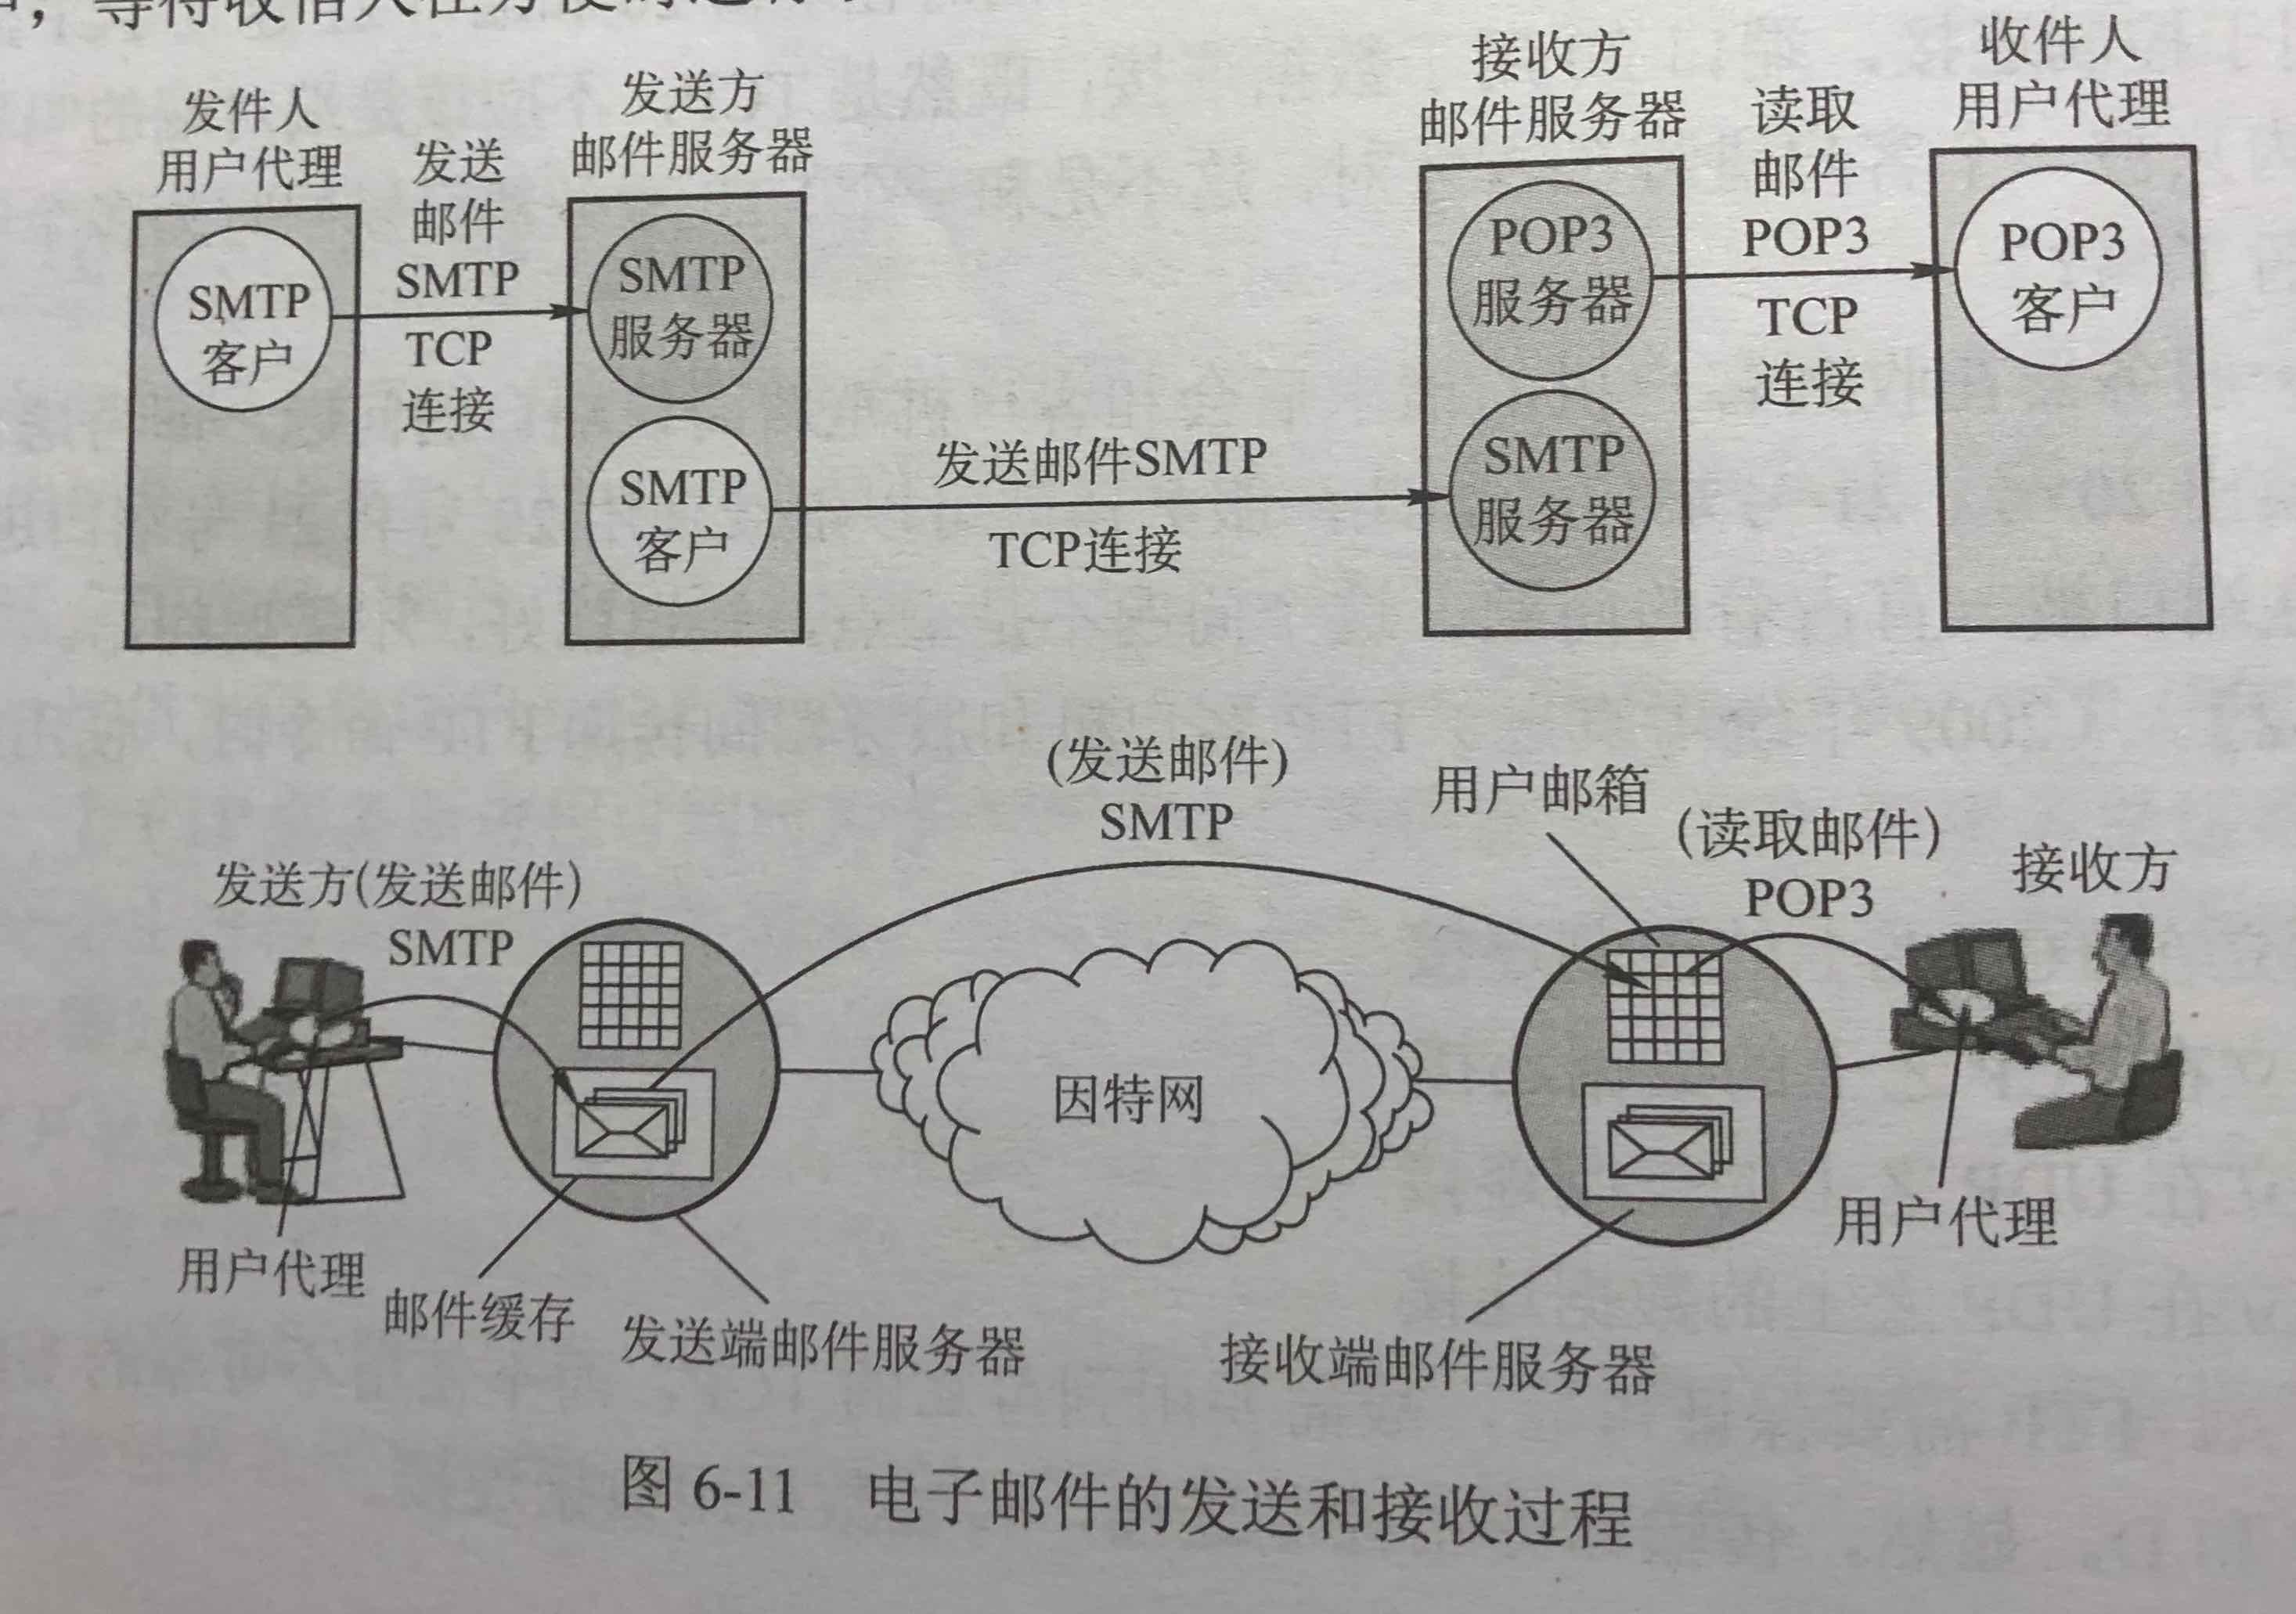 等待收信人在方便时进行
发件人
用户代理
发送
邮件
SMTP
TCP
连接
发送方
邮件服务器
接收方
邮件服务器
读取
邮件
POP3
TCP
连接
收件人
用户代理
SMTP
客户
SMTP
服务器
SMTP
客户
发送邮件SMTP
TCP连接
POP3
服务器
SMTP
服务器
POP3
客户
(发送邮件)
SMTP
用户邮箱
(读取邮件)
POP3
接收方
发送方(发送邮件)
SMTP
因特网
用户代理
邮件缓存
发送端邮件服务器
接收端邮件服务器
用户代理
图 6-11 电子邮件的发送和接收过程